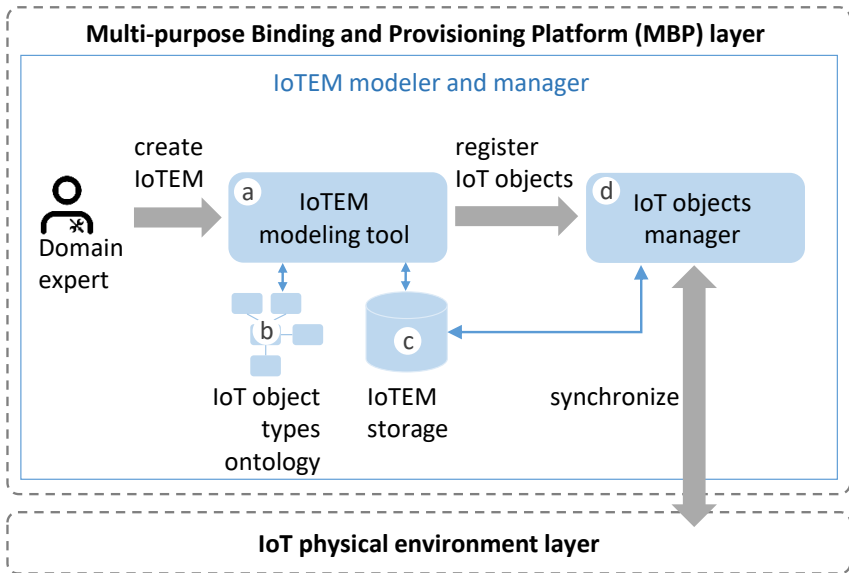 Multi-purpose Binding and Provisioning Platform (MBP) layer
IoTEM modeler and manager
create
IoTEM
register
IoT objects
Domain
expert
a
IoTEM
modeling tool
d
IoT objects
manager
b
IoT object
types
ontology
c
IoTEM
storage
synchronize
IoT physical environment layer